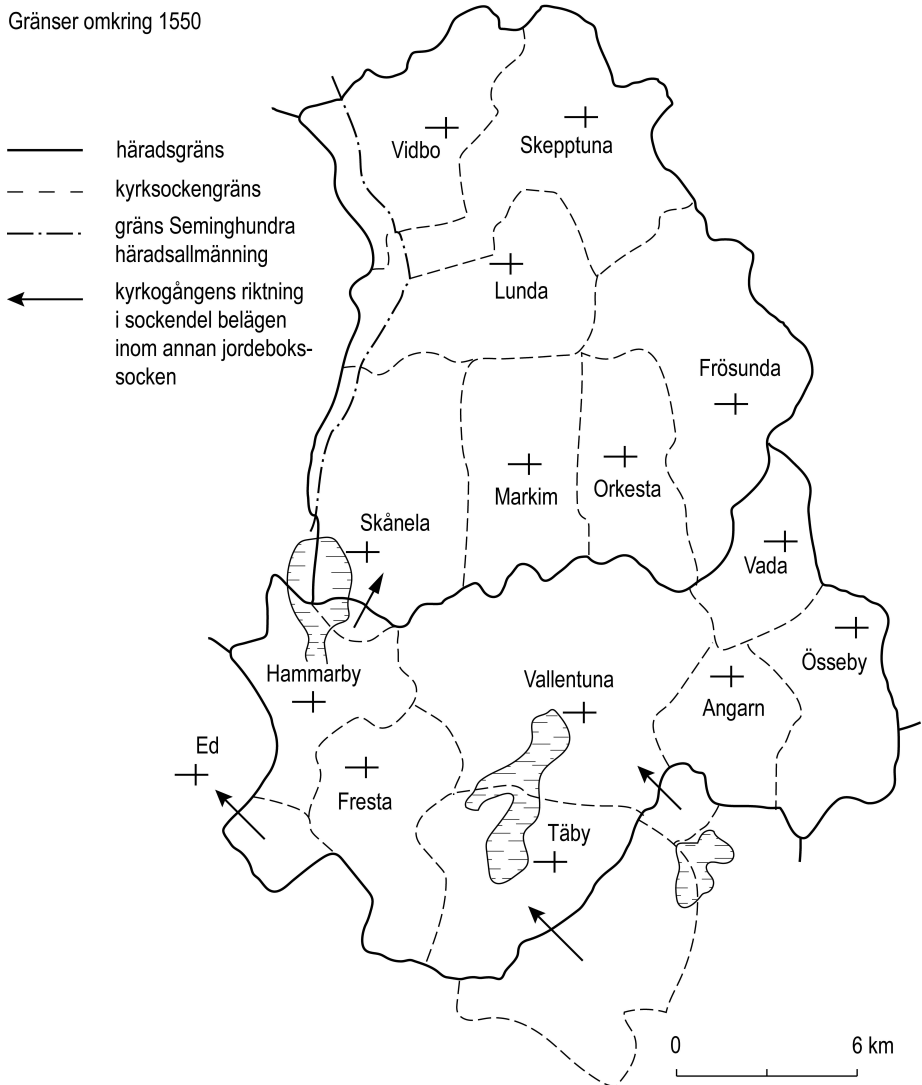 Gränser omkring 1550
häradsgräns
kyrksockengräns
gräns Seminghundra
häradsallmänning
kyrkogångens riktning
i sockendel belägen
inom annan jordeboks-
socken
Vidbo
Skepptuna
Lunda
Frösunda
Markim
Orkesta
Skånela
Vada
Össeby
Hammarby
Vallentuna
Angarn
Ed
Fresta
Täby
0
6 km